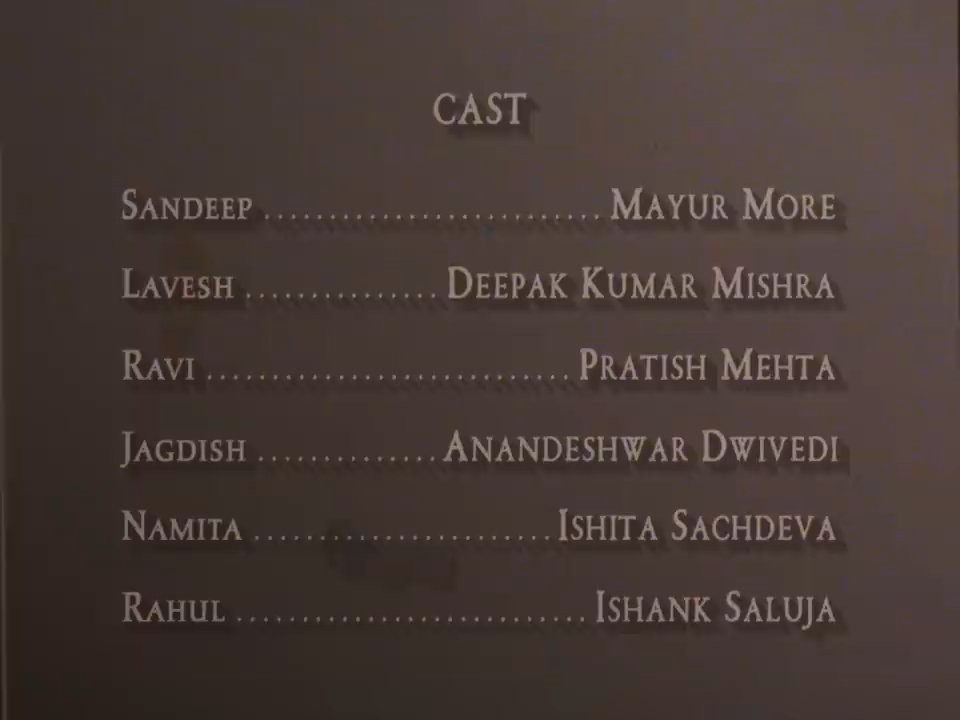 CAST
SANDEEP .......................... MAYUR MORE
LAVESH ............... DEEPAK KUMAR MISHRA
RAVI ............................ PRATISH MEHTA
JAGDISH .............. ANANDESHWAR DWIVEDI
NAMITA ....................... ISHITA SACHDEVA
RAHUL ........................... ISHANK SALUJA